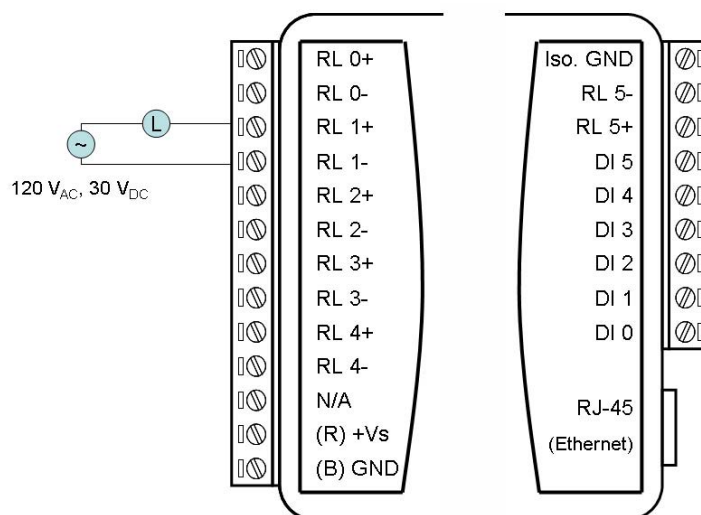 RL 0+
RL 0-
RL 1+
RL 1-
RL 2+
RL 2-
RL 3+
RL 3-
RL 4+
RL 4-
N/A
(R) +Vs
(B) GND
L
~
120 VAC, 30 VDC
Iso. GND
RL 5-
RL 5+
DI 5
DI 4
DI 3
DI 2
DI 1
DI 0
RJ-45
(Ethernet)